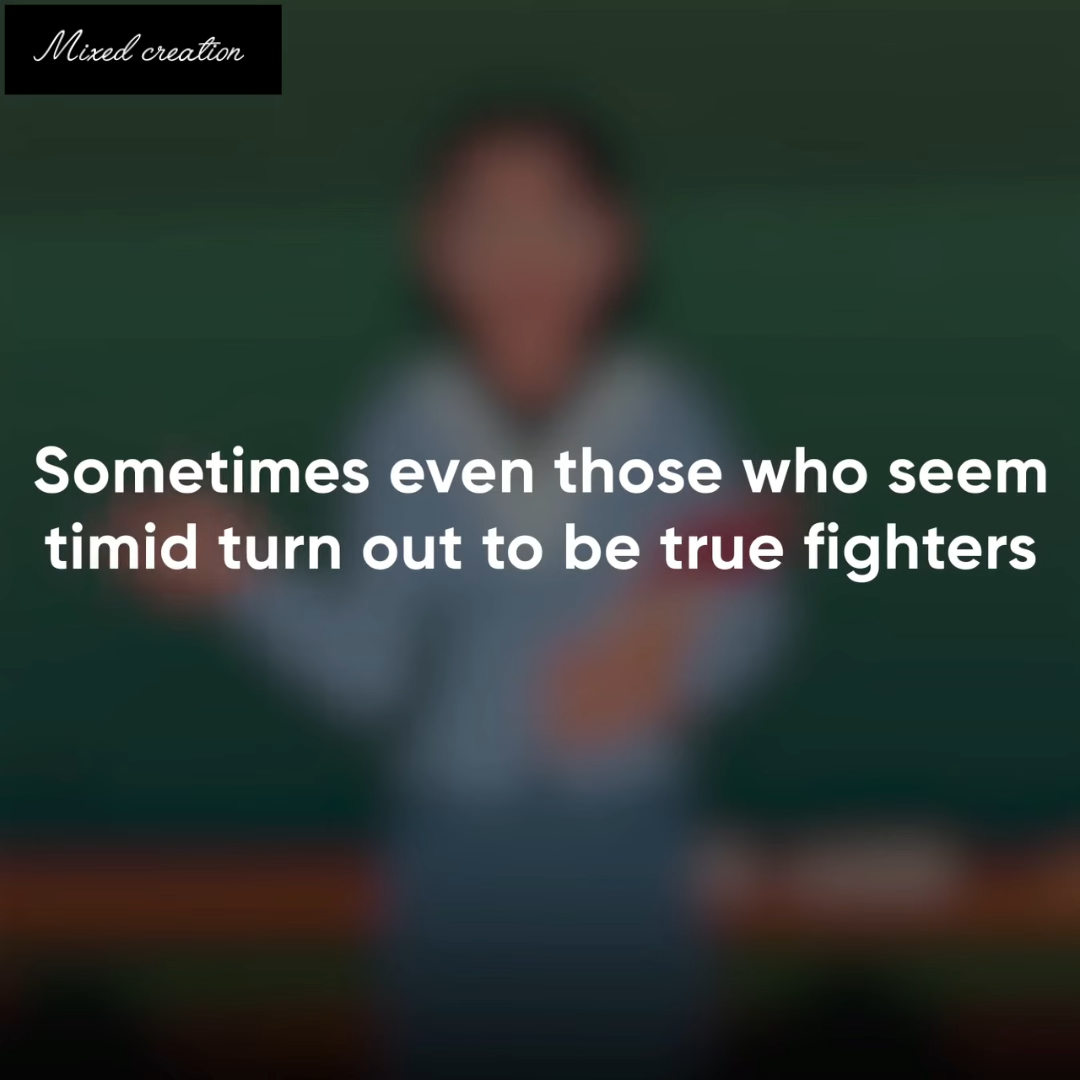 Mixed creation
Sometimes even those who seem
timid turn out to be true fighters